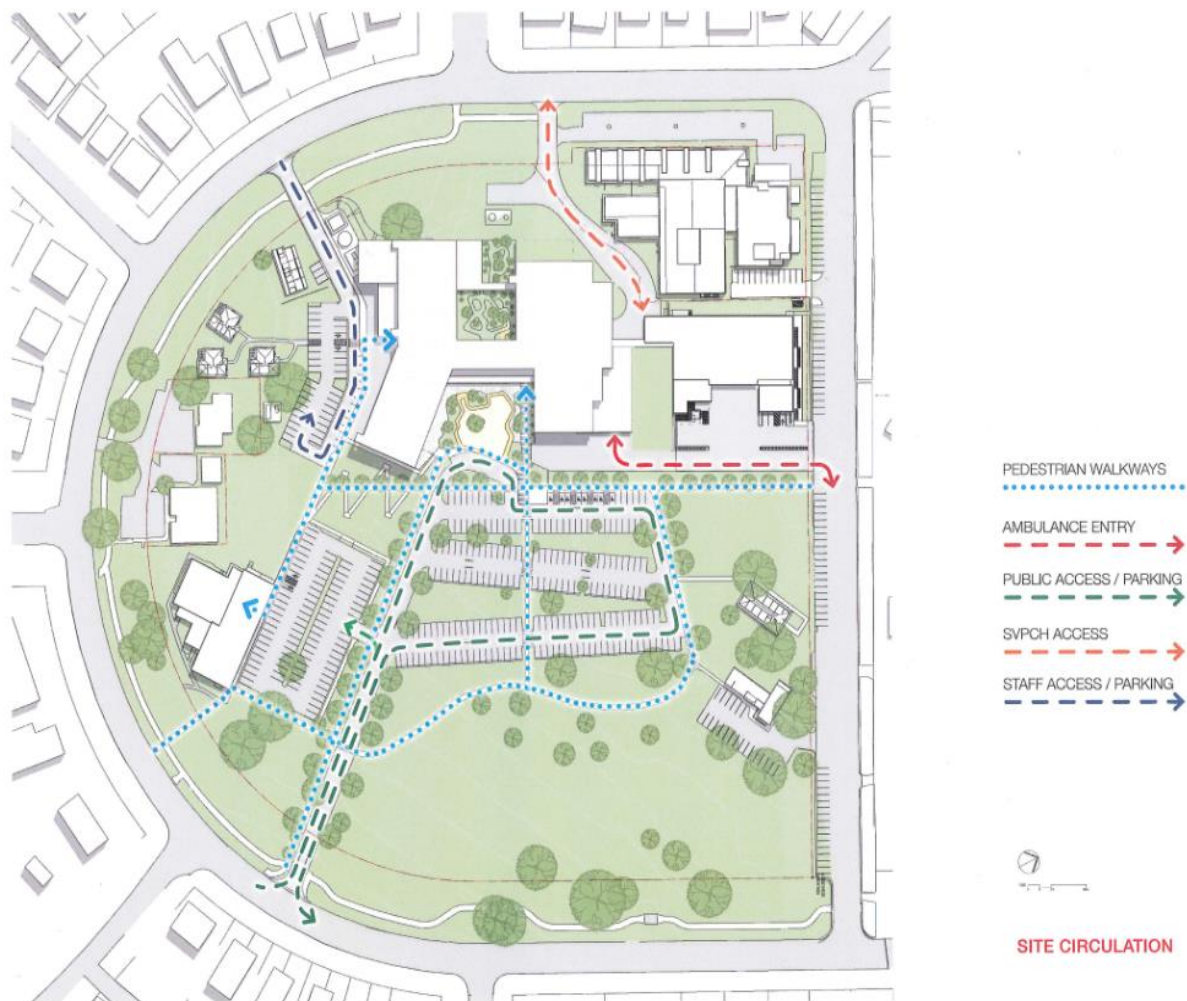 PEDESTRIAN WALKWAYS
AMBULANCE ENTRY
PUBLIC ACCESS / PARKING
SVPCH ACCESS
STAFF ACCESS / PARKING
SITE CIRCULATION